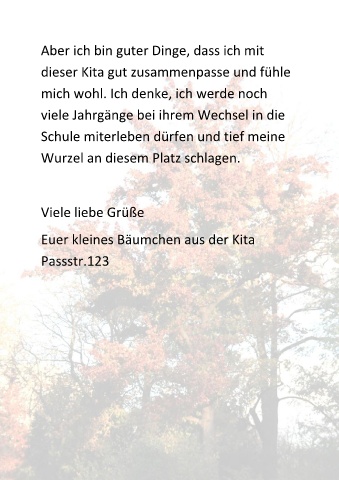 Aber ich bin guter Dinge, dass ich mit
dieser Kita gut zusammenpasse und fühle
mich wohl. Ich denke, ich werde noch
viele Jahrgänge bei ihrem Wechsel in die
Schule miterleben dürfen und tief meine
Wurzel an diesem Platz schlagen.
Viele liebe Grüße
Euer kleines Bäumchen aus der Kita
Passstr.123